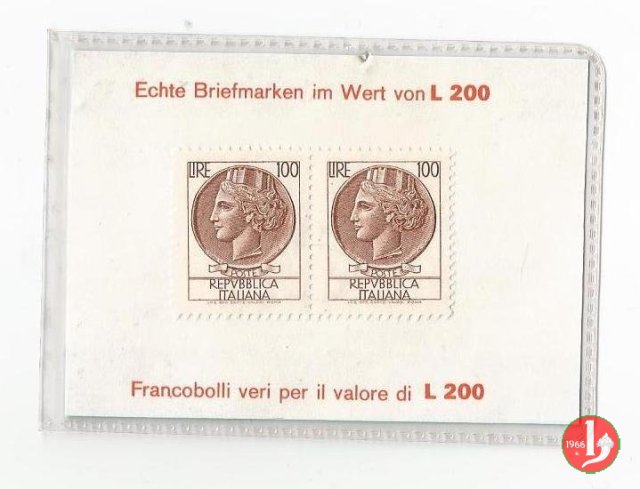 Echte Briefmarken im Wert von L 200
LIRE 100
LIRE 100
POSTE
POSTE
REPVBBLICA
ITALIANA
REPVBBLICA
ITALIANA
Francobolli veri per il valore di L 200
1966